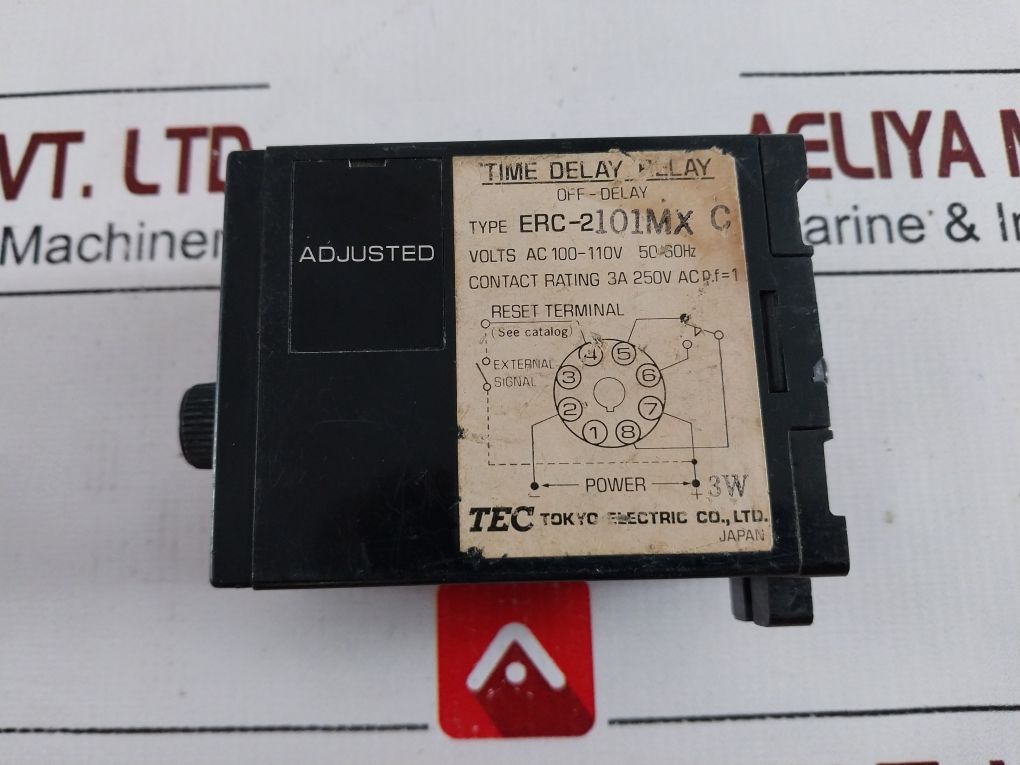 VT. LTD
AELIYA M
Machiner
arine & In
ADJUSTED
TIME DELAY RELAY
OFF-DELAY
TYPE ERC-2101MX C
VOLTS AC 100-110V 50/60Hz
CONTACT RATING 3A 250V AC p.f=1
RESET TERMINAL
(See catalog)
4 5
EXTERNAL
SIGNAL
3 6
2 7
1 8
− POWER + 3W
TEC TOKYO ELECTRIC CO., LTD.
JAPAN